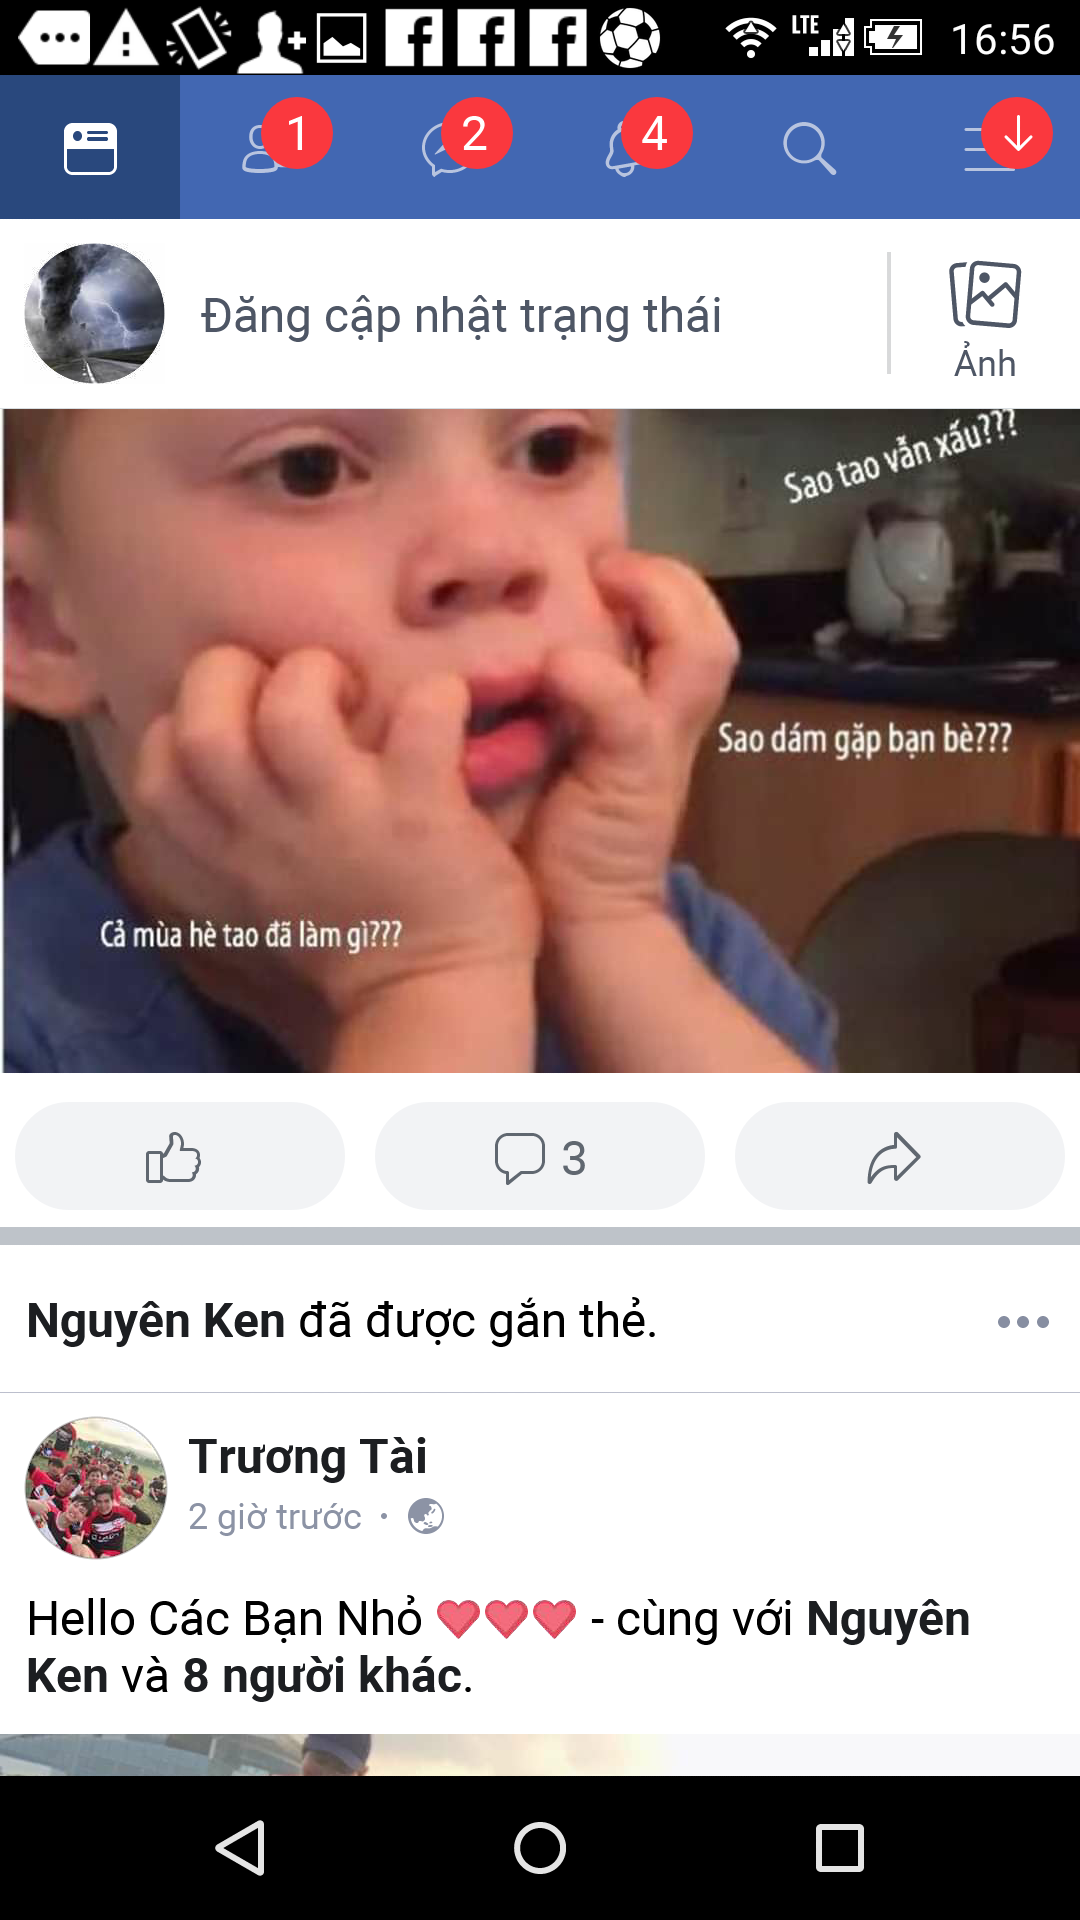 LTE 16:56
1 2 4
Đăng cập nhật trạng thái
Ảnh
Sao tao vẫn xấu???
Sao dám gặp bạn bè???
Cả mùa hè tao đã làm gì???
3
Nguyên Ken đã được gắn thẻ.
Trương Tài
2 giờ trước ·
Hello Các Bạn Nhỏ ❤❤❤ - cùng với Nguyên
Ken và 8 người khác.